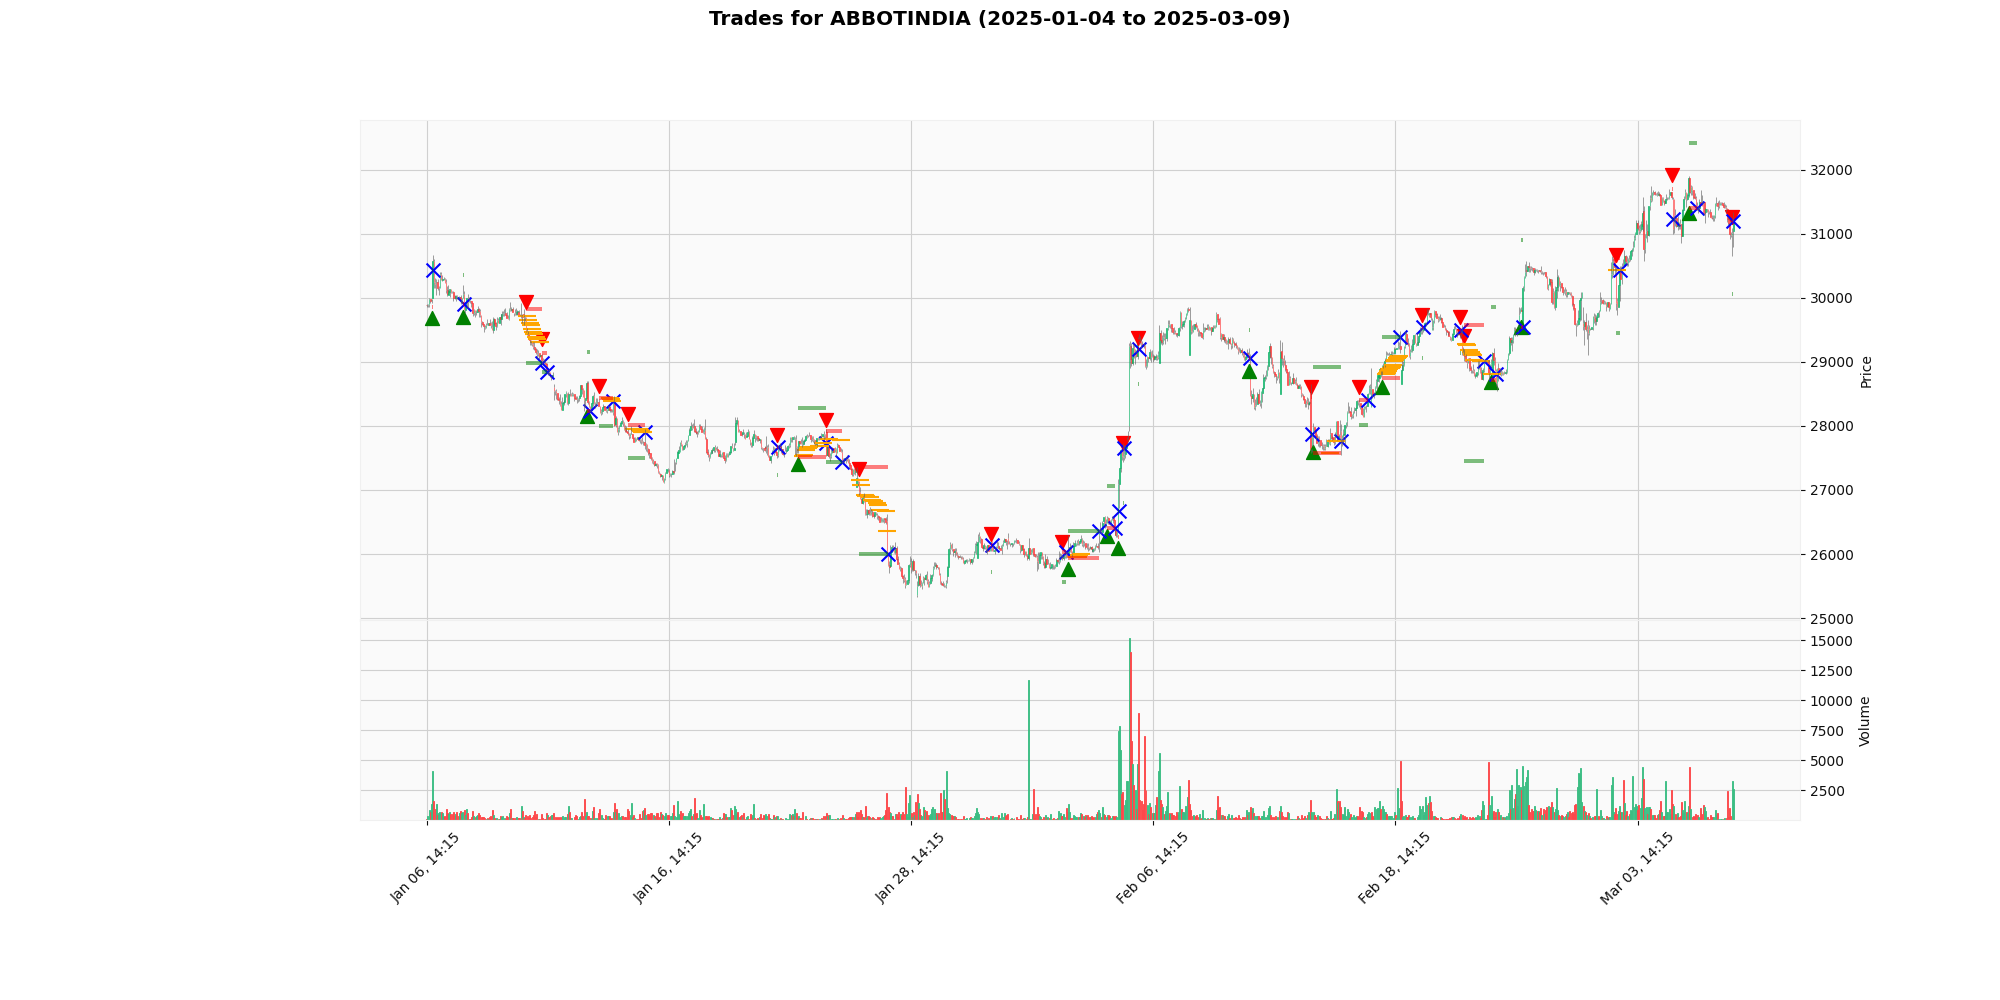 Trades for ABBOTINDIA (2025-01-04 to 2025-03-09)
32000
31000
30000
29000
28000
27000
26000
25000
Price
15000
12500
10000
7500
5000
2500
Volume
Jan 06, 14:15
Jan 16, 14:15
Jan 28, 14:15
Feb 06, 14:15
Feb 18, 14:15
Mar 03, 14:15